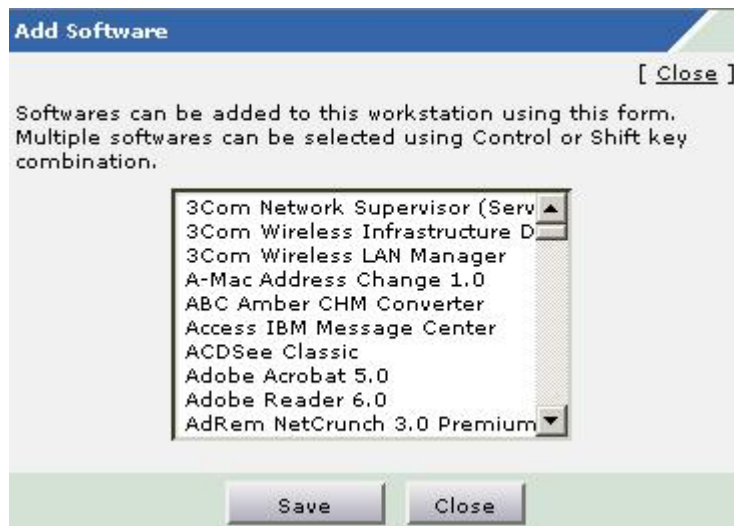 Add Software
[ Close ]
Softwares can be added to this workstation using this form.
Multiple softwares can be selected using Control or Shift key
combination.
3Com Network Supervisor (Serv
3Com Wireless Infrastructure D
3Com Wireless LAN Manager
A-Mac Address Change 1.0
ABC Amber CHM Converter
Access IBM Message Center
ACDSee Classic
Adobe Acrobat 5.0
Adobe Reader 6.0
AdRem NetCrunch 3.0 Premium
Save Close